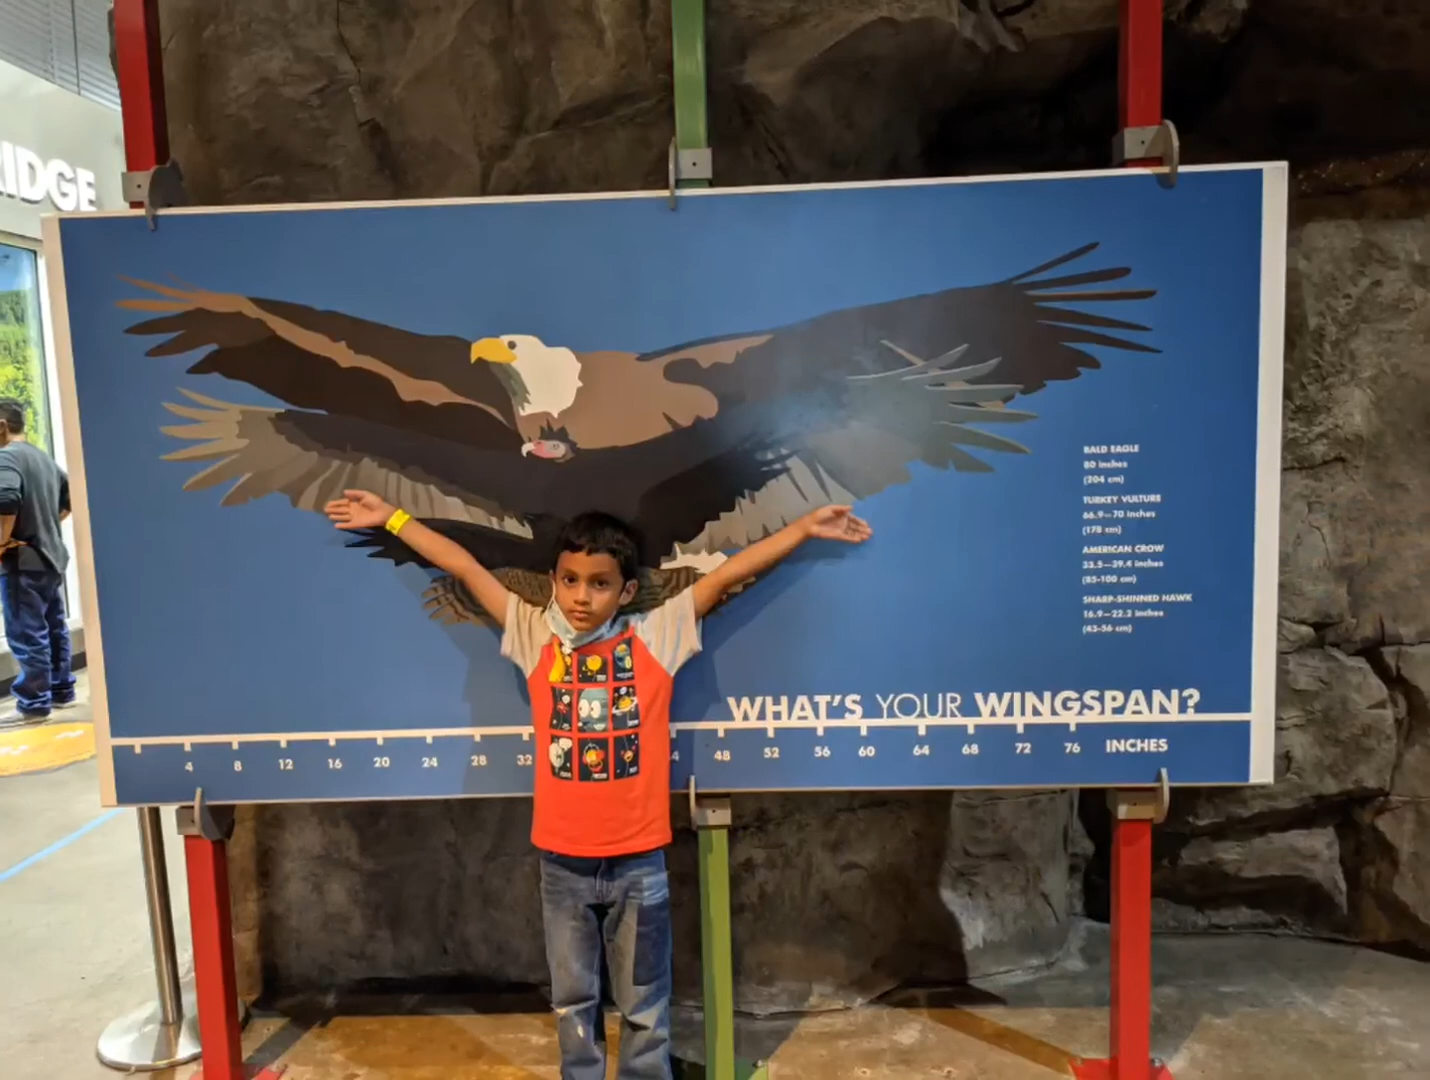 IDGE
BALD EAGLE
80 inches
(204 cm)
TURKEY VULTURE
66.9—70 inches
(178 cm)
AMERICAN CROW
33.5—39.4 inches
(85-100 cm)
SHARP-SHINNED HAWK
16.9—22.2 inches
(43-56 cm)
WHAT'S YOUR WINGSPAN?
4 8 12 16 20 24 28 32 4 48 52 56 60 64 68 72 76 INCHES